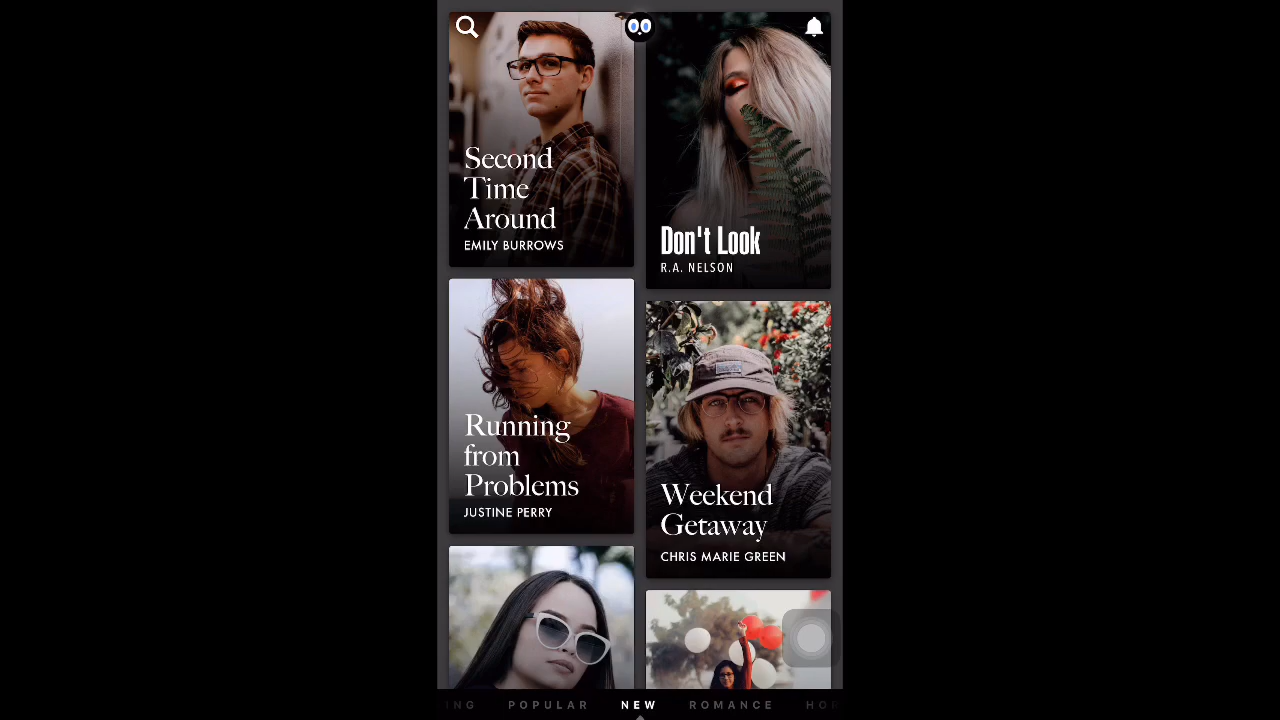 Second
Time
Around
EMILY BURROWS
Don't Look
R.A. NELSON
Running
from
Problems
JUSTINE PERRY
Weekend
Getaway
CHRIS MARIE GREEN
POPULAR NEW ROMANCE